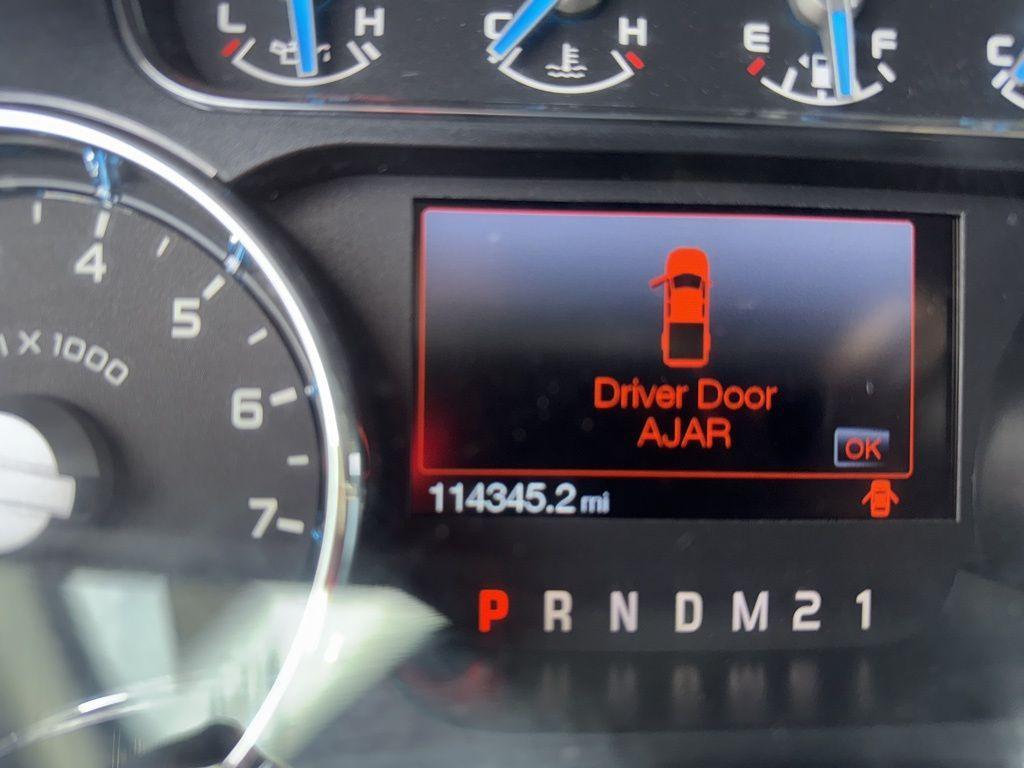 L H
C H
E F
C
4
5
6
7
X 1000
Driver Door
AJAR
OK
114345.2 mi
P R N D M 2 1